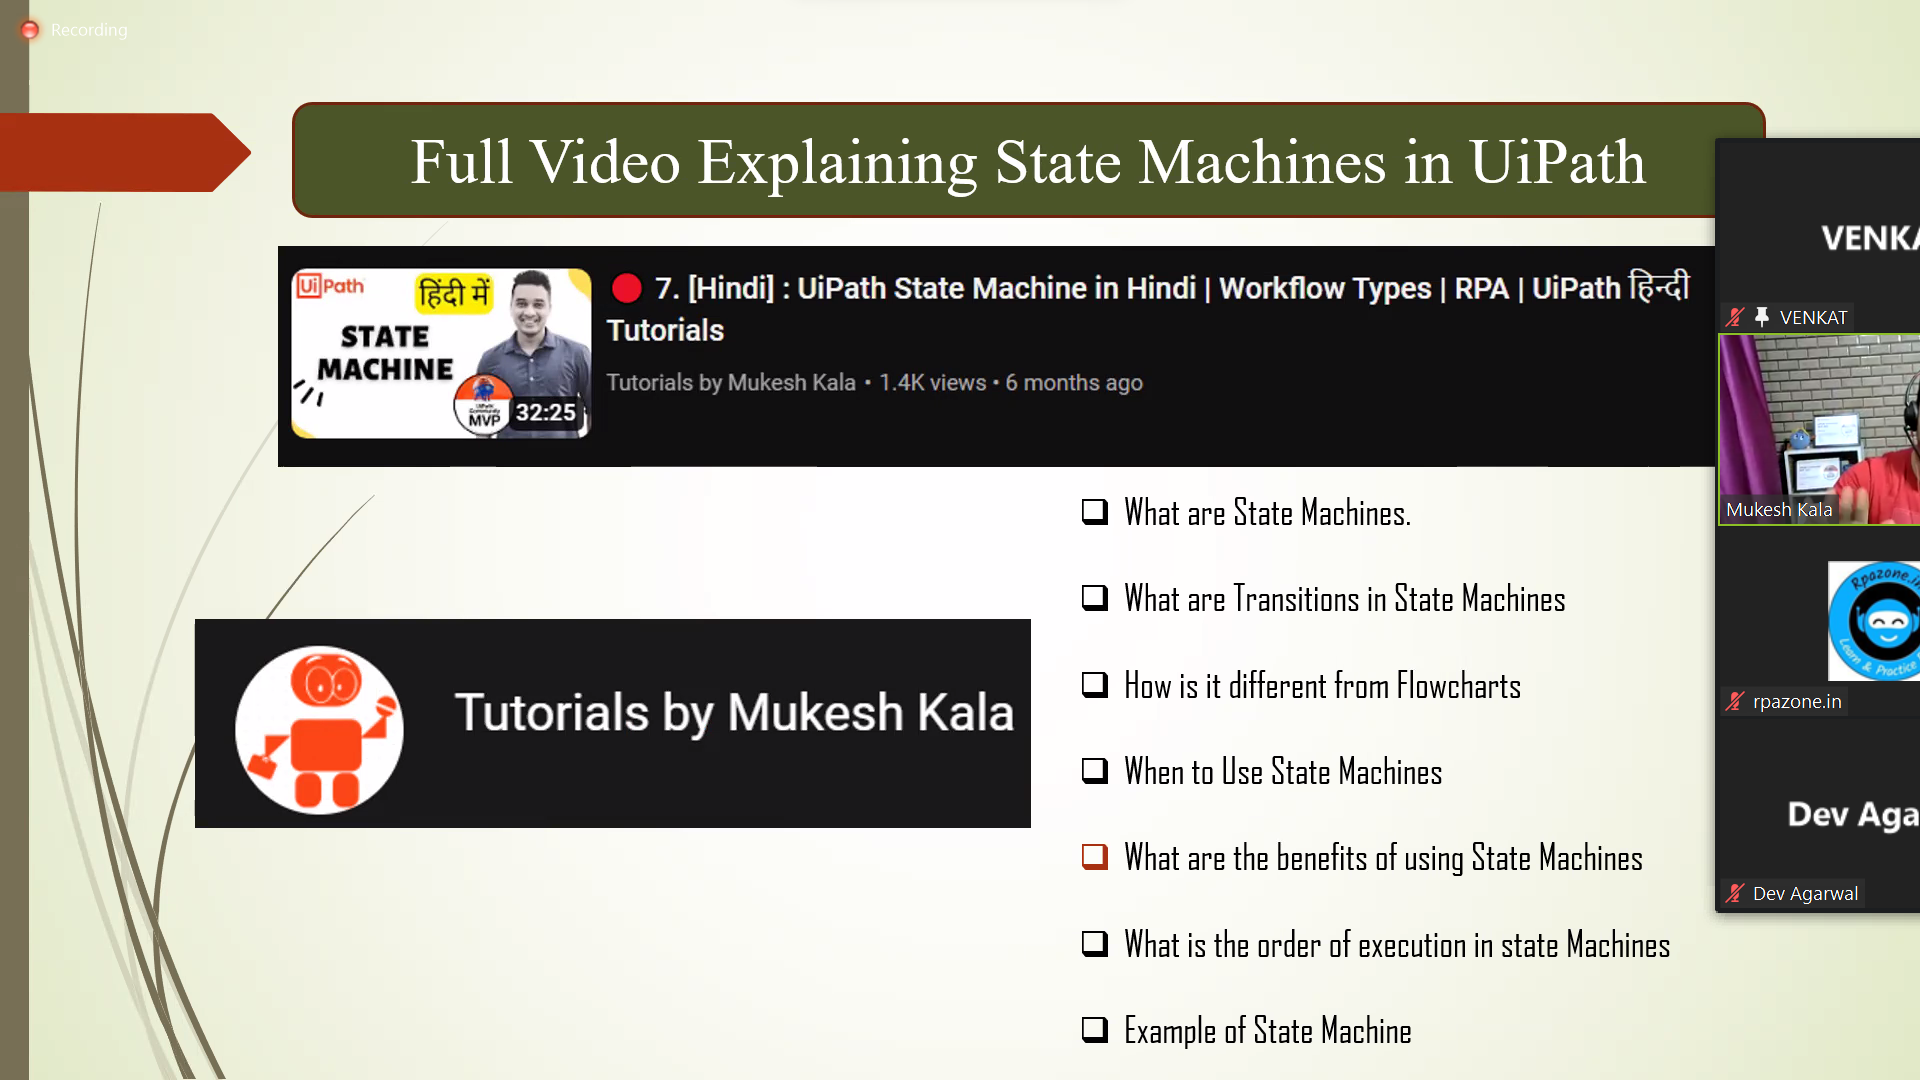 Recording
Full Video Explaining State Machines in UiPath
UiPath
हिंदी में
STATE
MACHINE
UiPath
Community
MVP
32:25
7. [Hindi] : UiPath State Machine in Hindi | Workflow Types | RPA | UiPath हिन्दी
Tutorials
Tutorials by Mukesh Kala • 1.4K views • 6 months ago
Tutorials by Mukesh Kala
What are State Machines.
What are Transitions in State Machines
How is it different from Flowcharts
When to Use State Machines
What are the benefits of using State Machines
What is the order of execution in state Machines
Example of State Machine
VENKA
VENKAT
Mukesh Kala
Rpazone.in
Learn & Practice
rpazone.in
Dev Aga
Dev Agarwal